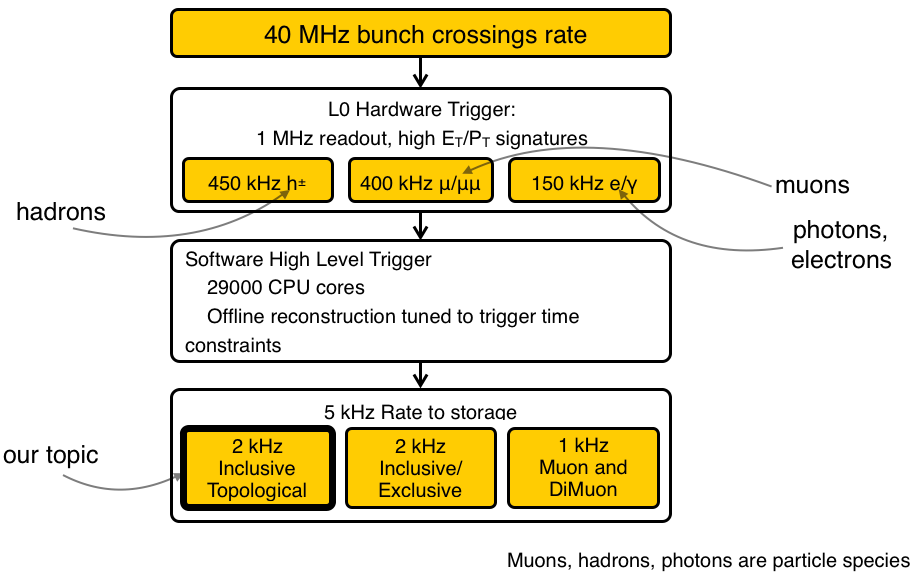 40 MHz bunch crossings rate
L0 Hardware Trigger:
1 MHz readout, high E_T/P_T signatures
450 kHz h±
400 kHz μ/μμ
150 kHz e/γ
muons
hadrons
photons,
electrons
Software High Level Trigger
29000 CPU cores
Offline reconstruction tuned to trigger time
constraints
5 kHz Rate to storage
our topic
2 kHz
Inclusive
Topological
2 kHz
Inclusive/
Exclusive
1 kHz
Muon and
DiMuon
Muons, hadrons, photons are particle species